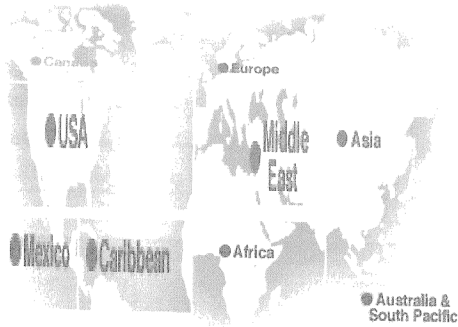 Canada
Europe
USA
Middle
East
Asia
Mexico
Caribbean
Africa
Australia &
South Pacific